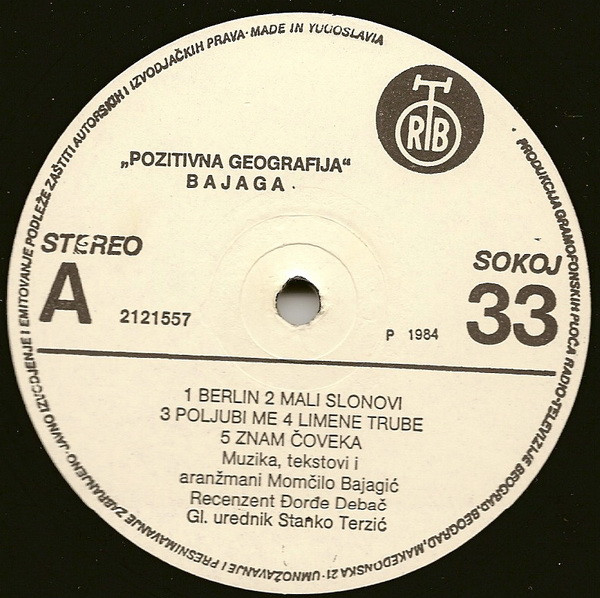 JAVNO IZVOĐENJE I EMITOVANJE PODLEŽE ZAŠTITI AUTORSKIH I IZVODJAČKIH PRAVA·MADE IN YUGOSLAVIA
RTB
„POZITIVNA GEOGRAFIJA“
BAJAGA·
STEREO
A
2121557
SOKOJ
33
P 1984
1 BERLIN 2 MALI SLONOVI
3 POLJUBI ME 4 LIMENE TRUBE
5 ZNAM ČOVEKA
Muzika, tekstovi i
aranžmani Momčilo Bajagić
Recenzent Đorđe Debač
Gl. urednik Stanko Terzić
PRODUKCIJA GRAMOFONSKIH PLOČA RADIO-TELEVIZIJE BEOGRAD, BEOGRAD, MAKEDONSKA 21·UMNOŽAVANJE I PRESNIMAVANJE ZABRANJENO·